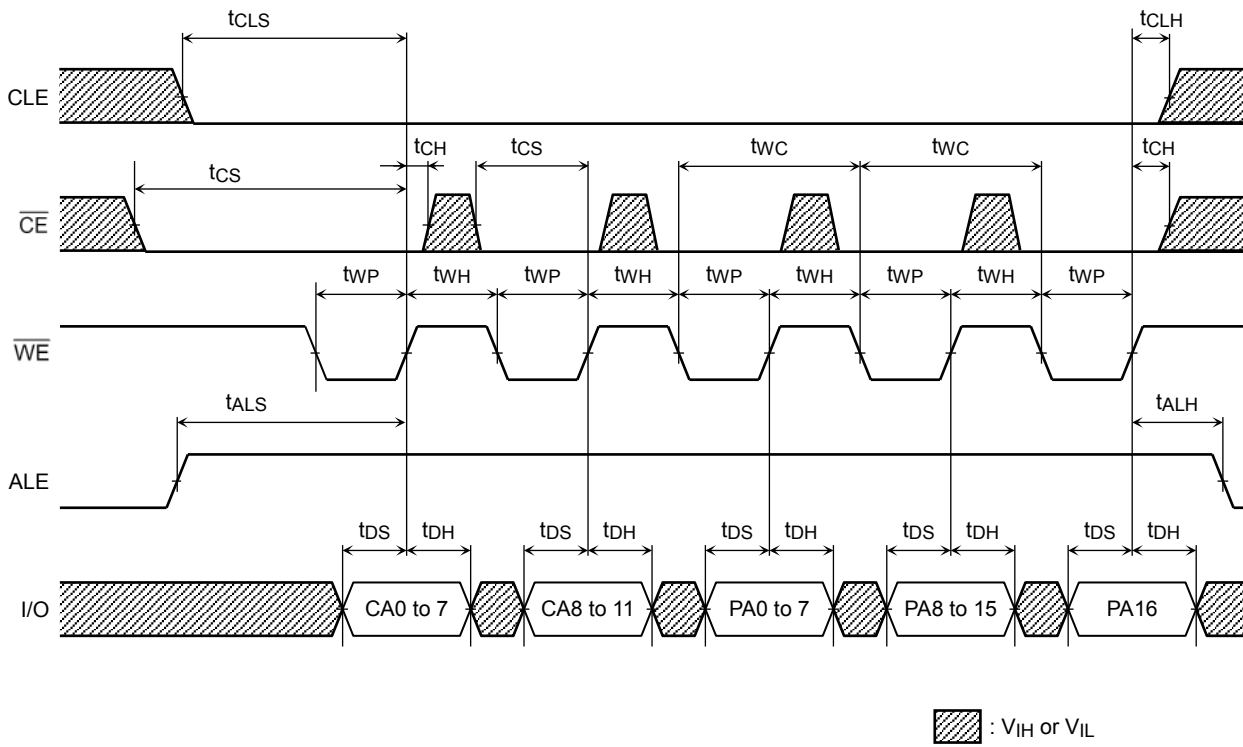 tCLS tCLH
CLE
tCH tCS tWC tWC tCH
tCS
CE
tWP tWH tWP tWH tWP tWH tWP tWH tWP
WE
tALS tALH
ALE
tDS tDH tDS tDH tDS tDH tDS tDH tDS tDH
I/O CA0 to 7 CA8 to 11 PA0 to 7 PA8 to 15 PA16
: VIH or VIL